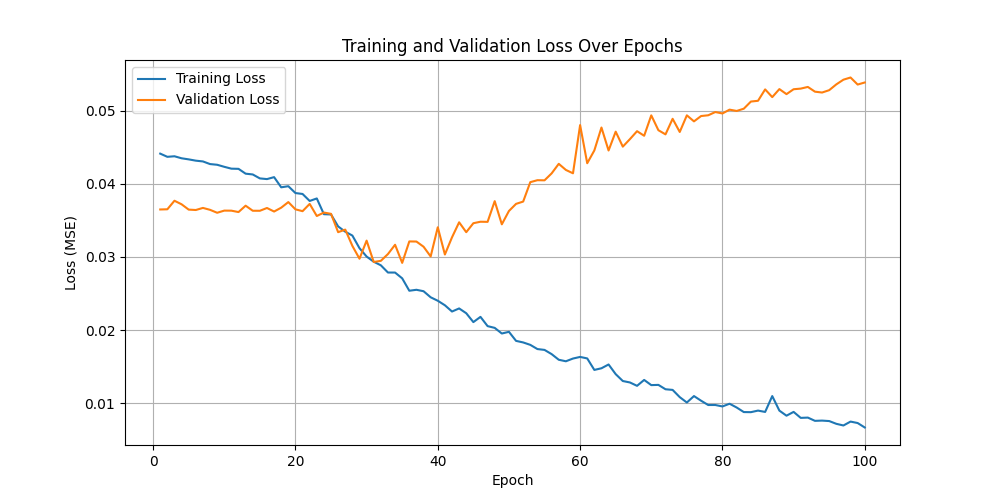 Training and Validation Loss Over Epochs
Training Loss
Validation Loss
Loss (MSE)
0.05
0.04
0.03
0.02
0.01
0 20 40 60 80 100
Epoch